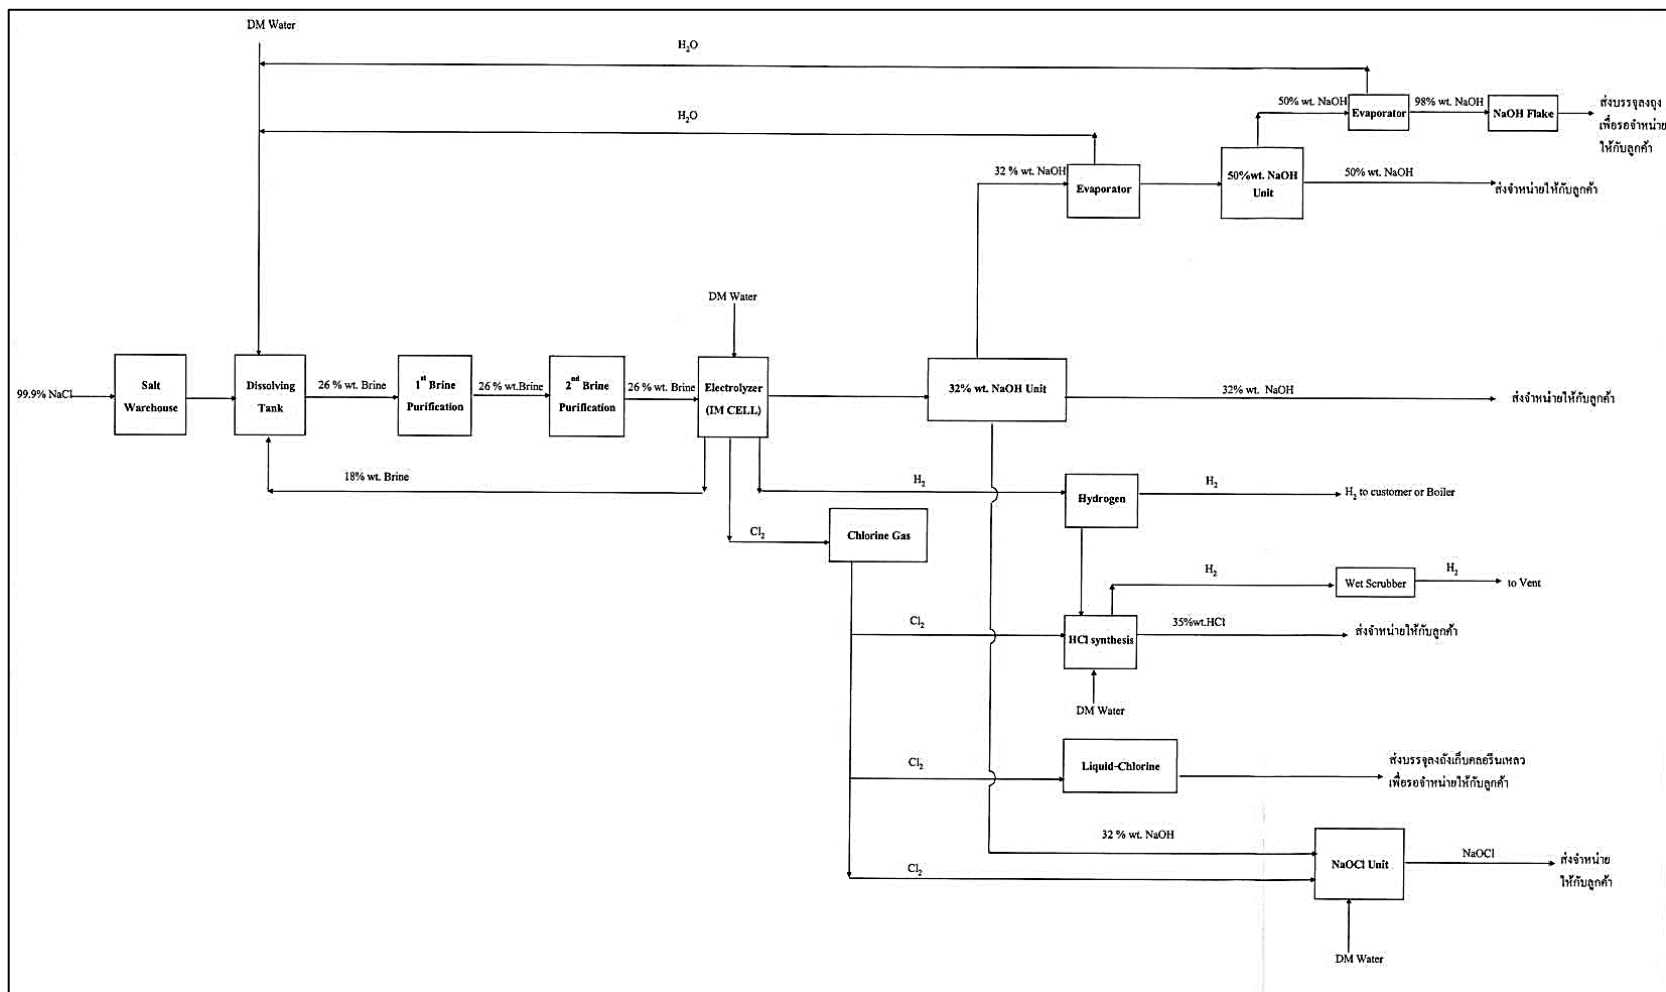 DM Water
H₂O
H₂O
50% wt. NaOH
Evaporator
98% wt. NaOH
NaOH Flake
ส่งบรรจุลงถุง
เพื่อรอจำหน่าย
ให้กับลูกค้า
32 % wt. NaOH
Evaporator
50%wt. NaOH
Unit
50% wt. NaOH
ส่งจำหน่ายให้กับลูกค้า
DM Water
99.9% NaCl
Salt
Warehouse
Dissolving
Tank
26 % wt. Brine
1st Brine
Purification
26 % wt.Brine
2nd Brine
Purification
26 % wt. Brine
Electrolyzer
(IM CELL)
32% wt. NaOH Unit
32% wt. NaOH
ส่งจำหน่ายให้กับลูกค้า
18% wt. Brine
H₂
Hydrogen
H₂
H₂ to customer or Boiler
Cl₂
Chlorine Gas
H₂
Wet Scrubber
H₂
to Vent
Cl₂
HCl synthesis
35%wt.HCl
ส่งจำหน่ายให้กับลูกค้า
DM Water
Cl₂
Liquid-Chlorine
ส่งบรรจุลงถังเก็บคลอรีนเหลว
เพื่อรอจำหน่ายให้กับลูกค้า
32 % wt. NaOH
Cl₂
NaOCl Unit
NaOCl
ส่งจำหน่าย
ให้กับลูกค้า
DM Water